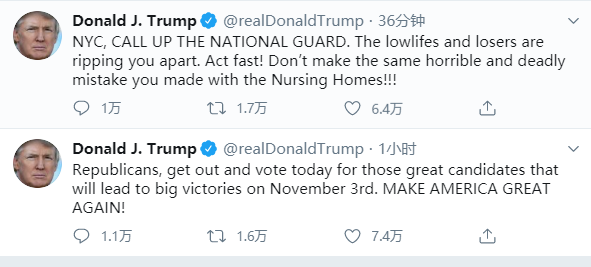 Donald J. Trump @realDonaldTrump · 36分钟
NYC, CALL UP THE NATIONAL GUARD. The lowlifes and losers are
ripping you apart. Act fast! Don’t make the same horrible and deadly
mistake you made with the Nursing Homes!!!
1万 1.7万 6.4万
Donald J. Trump @realDonaldTrump · 1小时
Republicans, get out and vote today for those great candidates that
will lead to big victories on November 3rd. MAKE AMERICA GREAT
AGAIN!
1.1万 1.6万 7.4万